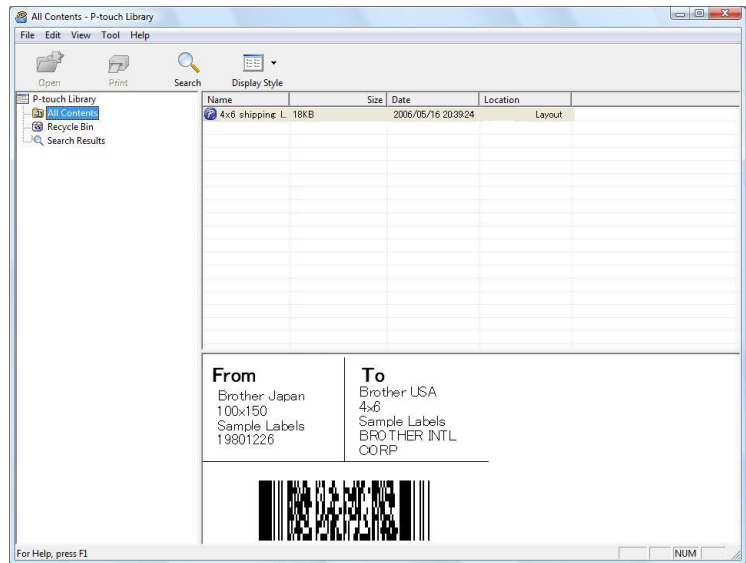 All Contents - P-touch Library
File Edit View Tool Help
Open Print Search Display Style
P-touch Library
All Contents
Recycle Bin
Search Results
Name Size Date Location
4x6 shipping l... 18KB 2006/05/16 20:39:24 Layout
From
Brother Japan
100x150
Sample Labels
19801226
To
Brother USA
4x6
Sample Labels
BROTHER INTL
CORP
For Help, press F1
NUM